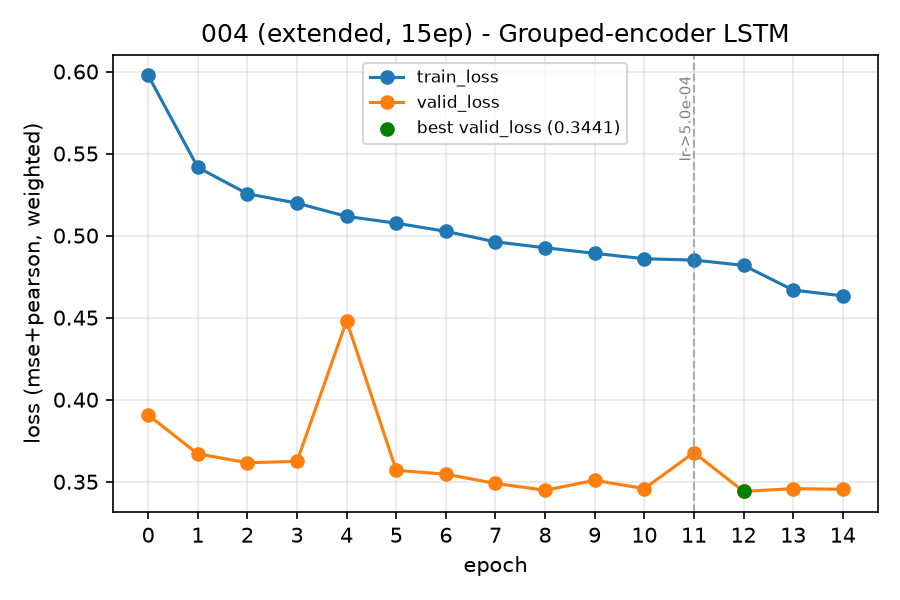 004 (extended, 15ep) - Grouped-encoder LSTM
train_loss
valid_loss
best valid_loss (0.3441)
lr->5.0e-04
loss (mse+pearson, weighted)
0.60
0.55
0.50
0.45
0.40
0.35
0 1 2 3 4 5 6 7 8 9 10 11 12 13 14
epoch